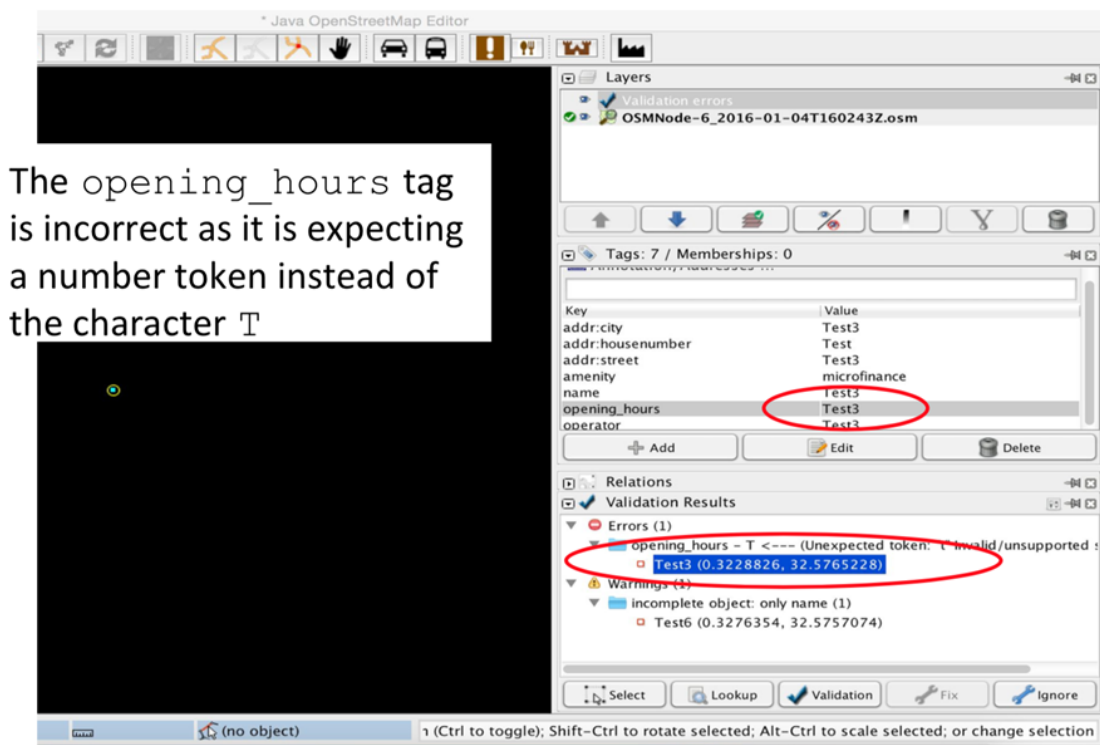 * Java OpenStreetMap Editor
Layers
Validation errors
OSMNode-6_2016-01-04T160243Z.osm
The opening_hours tag
is incorrect as it is expecting
a number token instead of
the character T
Tags: 7 / Memberships: 0
Key Value
addr:city Test3
addr:housenumber Test
addr:street Test3
amenity microfinance
name Test3
opening_hours Test3
operator Test3
Add Edit Delete
Relations
Validation Results
Errors (1)
opening_hours - T <--- (Unexpected token: Invalid/unsupported
Test3 (0.3228826, 32.5765228)
Warnings (1)
incomplete object: only name (1)
Test6 (0.3276354, 32.5757074)
Select Lookup Validation Fix Ignore
(no object) (Ctrl to toggle); Shift-Ctrl to rotate selected; Alt-Ctrl to scale selected; or change selection